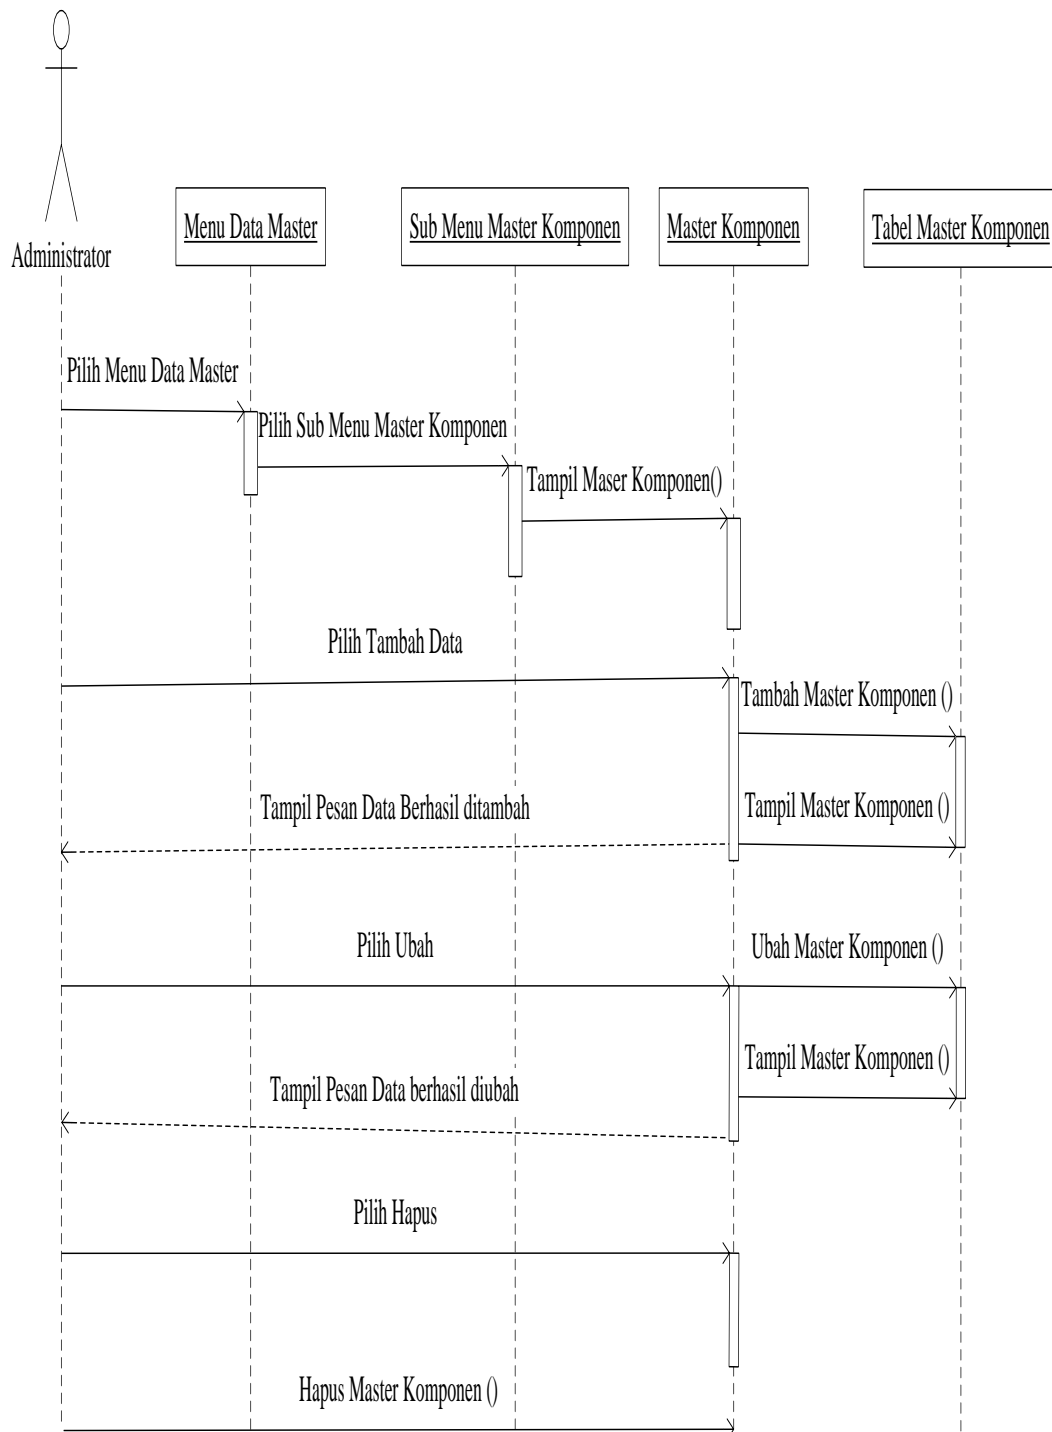 Administrator
Menu Data Master
Sub Menu Master Komponen
Master Komponen
Tabel Master Komponen
Pilih Menu Data Master
Pilih Sub Menu Master Komponen
Tampil Maser Komponen()
Pilih Tambah Data
Tambah Master Komponen ()
Tampil Pesan Data Berhasil ditambah
Tampil Master Komponen ()
Pilih Ubah
Ubah Master Komponen ()
Tampil Master Komponen ()
Tampil Pesan Data berhasil diubah
Pilih Hapus
Hapus Master Komponen ()